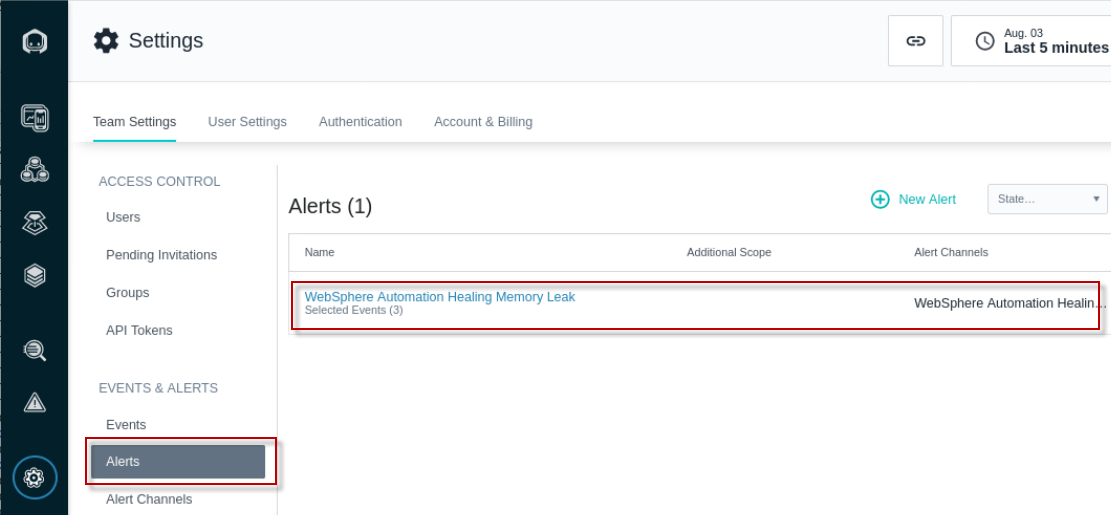 Settings
Aug. 03
Last 5 minutes
Team Settings
User Settings
Authentication
Account & Billing
ACCESS CONTROL
Users
Pending Invitations
Groups
API Tokens
EVENTS & ALERTS
Events
Alerts
Alert Channels
Alerts (1)
New Alert
State...
Name
Additional Scope
Alert Channels
WebSphere Automation Healing Memory Leak
Selected Events (3)
WebSphere Automation Healin...